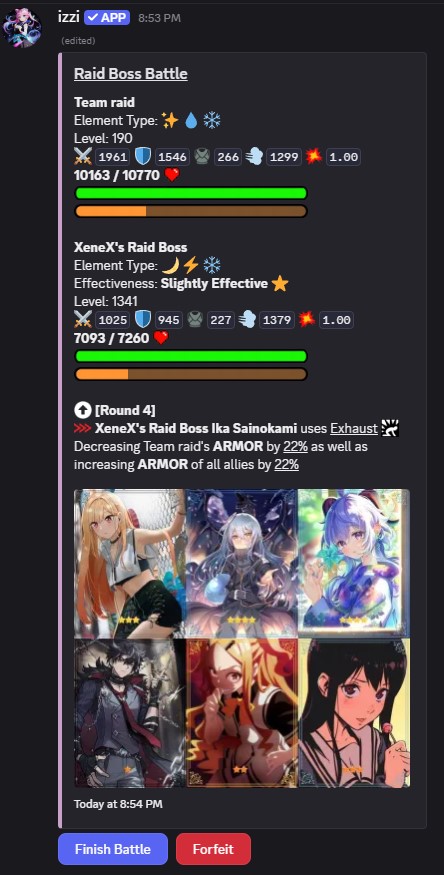 izzi APP 8:53 PM
(edited)
Raid Boss Battle
Team raid
Element Type:
Level: 190
1961 1546 266 1299 1.00
10163 / 10770
XeneX's Raid Boss
Element Type:
Effectiveness: Slightly Effective
Level: 1341
1025 945 227 1379 1.00
7093 / 7260
[Round 4]
XeneX's Raid Boss Ika Sainokami uses Exhaust
Decreasing Team raid's ARMOR by 22% as well as
increasing ARMOR of all allies by 22%
Today at 8:54 PM
Finish Battle Forfeit